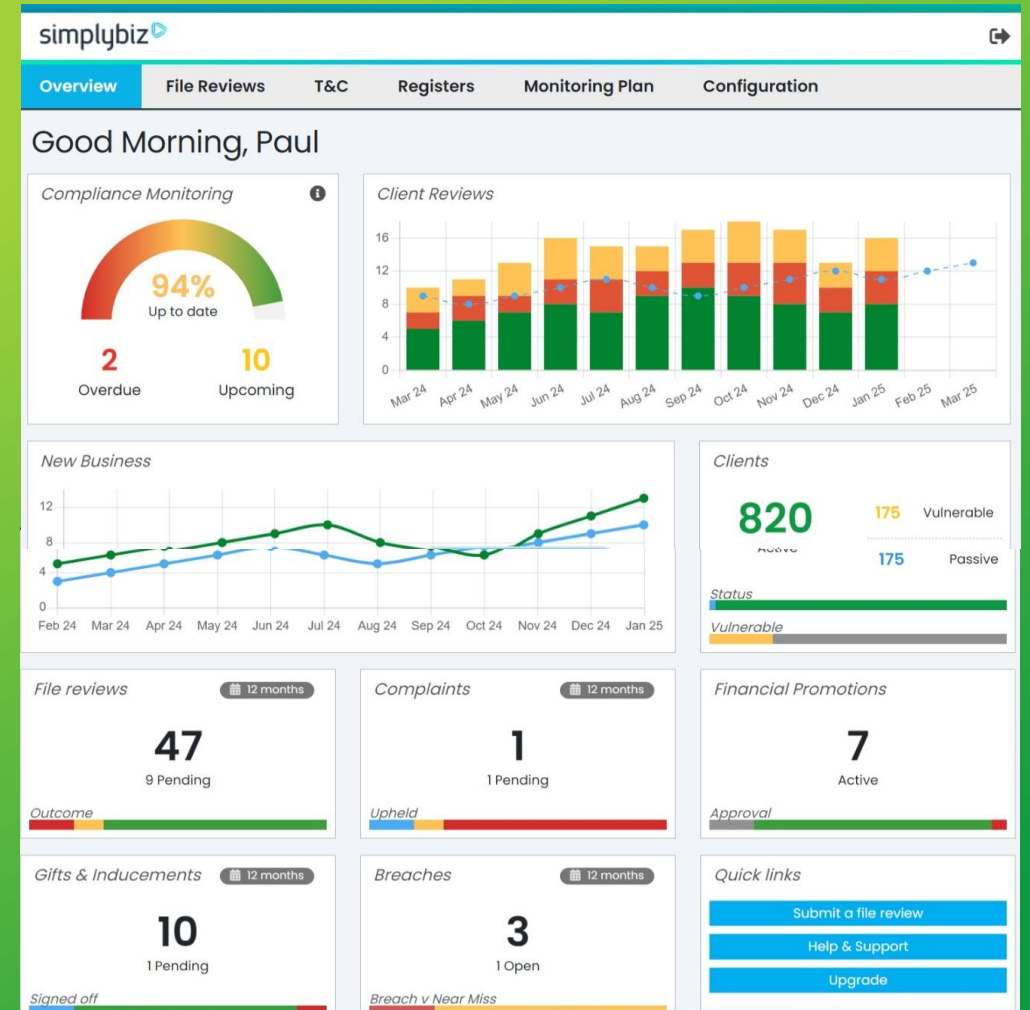 simplybiz
Overview File Reviews T&C Registers Monitoring Plan Configuration
Good Morning, Paul
Compliance Monitoring
94%
Up to date
2 10
Overdue Upcoming
Client Reviews
16
12
8
4
0
Mar 24 Apr 24 May 24 Jun 24 Jul 24 Aug 24 Sep 24 Oct 24 Nov 24 Dec 24 Jan 25 Feb 25 Mar 25
New Business
12
8
4
0
Feb 24 Mar 24 Apr 24 May 24 Jun 24 Jul 24 Aug 24 Sep 24 Oct 24 Nov 24 Dec 24 Jan 25
Clients
820 175 Vulnerable
175 Passive
Status
Vulnerable
File reviews 12 months
47
9 Pending
Outcome
Complaints 12 months
1
1 Pending
Upheld
Financial Promotions
7
Active
Approval
Gifts & Inducements 12 months
10
1 Pending
Signed off
Breaches 12 months
3
1 Open
Breach v Near Miss
Quick links
Submit a file review
Help & Support
Upgrade